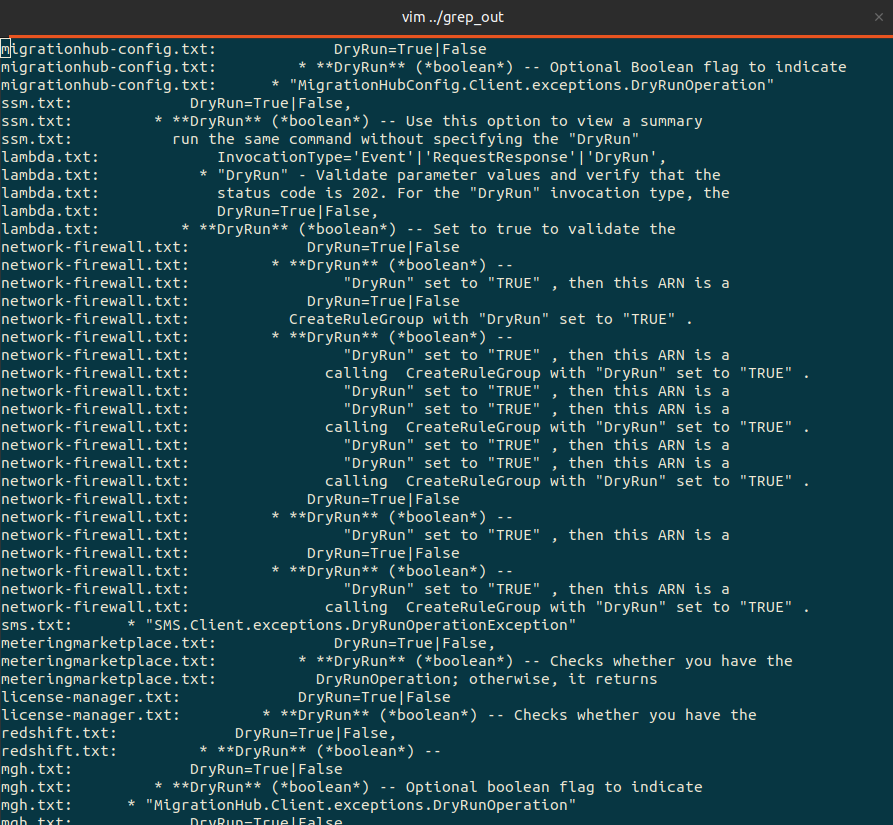 vim ../grep_out
migrationhub-config.txt:             DryRun=True|False
migrationhub-config.txt:         * **DryRun** (*boolean*) -- Optional Boolean flag to indicate
migrationhub-config.txt:      * "MigrationHubConfig.Client.exceptions.DryRunOperation"
ssm.txt:             DryRun=True|False,
ssm.txt:         * **DryRun** (*boolean*) -- Use this option to view a summary
ssm.txt:           run the same command without specifying the "DryRun"
lambda.txt:             InvocationType='Event'|'RequestResponse'|'DryRun',
lambda.txt:           * "DryRun" - Validate parameter values and verify that the
lambda.txt:             status code is 202. For the "DryRun" invocation type, the
lambda.txt:             DryRun=True|False,
lambda.txt:         * **DryRun** (*boolean*) -- Set to true to validate the
network-firewall.txt:             DryRun=True|False
network-firewall.txt:         * **DryRun** (*boolean*) --
network-firewall.txt:                 "DryRun" set to "TRUE" , then this ARN is a
network-firewall.txt:             DryRun=True|False
network-firewall.txt:           CreateRuleGroup with "DryRun" set to "TRUE" .
network-firewall.txt:         * **DryRun** (*boolean*) --
network-firewall.txt:                 "DryRun" set to "TRUE" , then this ARN is a
network-firewall.txt:               calling  CreateRuleGroup with "DryRun" set to "TRUE" .
network-firewall.txt:                 "DryRun" set to "TRUE" , then this ARN is a
network-firewall.txt:                 "DryRun" set to "TRUE" , then this ARN is a
network-firewall.txt:               calling  CreateRuleGroup with "DryRun" set to "TRUE" .
network-firewall.txt:                 "DryRun" set to "TRUE" , then this ARN is a
network-firewall.txt:                 "DryRun" set to "TRUE" , then this ARN is a
network-firewall.txt:               calling  CreateRuleGroup with "DryRun" set to "TRUE" .
network-firewall.txt:             DryRun=True|False
network-firewall.txt:         * **DryRun** (*boolean*) --
network-firewall.txt:                 "DryRun" set to "TRUE" , then this ARN is a
network-firewall.txt:             DryRun=True|False
network-firewall.txt:         * **DryRun** (*boolean*) --
network-firewall.txt:                 "DryRun" set to "TRUE" , then this ARN is a
network-firewall.txt:               calling  CreateRuleGroup with "DryRun" set to "TRUE" .
sms.txt:      * "SMS.Client.exceptions.DryRunOperationException"
meteringmarketplace.txt:             DryRun=True|False,
meteringmarketplace.txt:         * **DryRun** (*boolean*) -- Checks whether you have the
meteringmarketplace.txt:           DryRunOperation; otherwise, it returns
license-manager.txt:             DryRun=True|False
license-manager.txt:         * **DryRun** (*boolean*) -- Checks whether you have the
redshift.txt:             DryRun=True|False,
redshift.txt:         * **DryRun** (*boolean*) --
mgh.txt:             DryRun=True|False
mgh.txt:         * **DryRun** (*boolean*) -- Optional boolean flag to indicate
mgh.txt:      * "MigrationHub.Client.exceptions.DryRunOperation"
mgh.txt:             DryRun=True|False